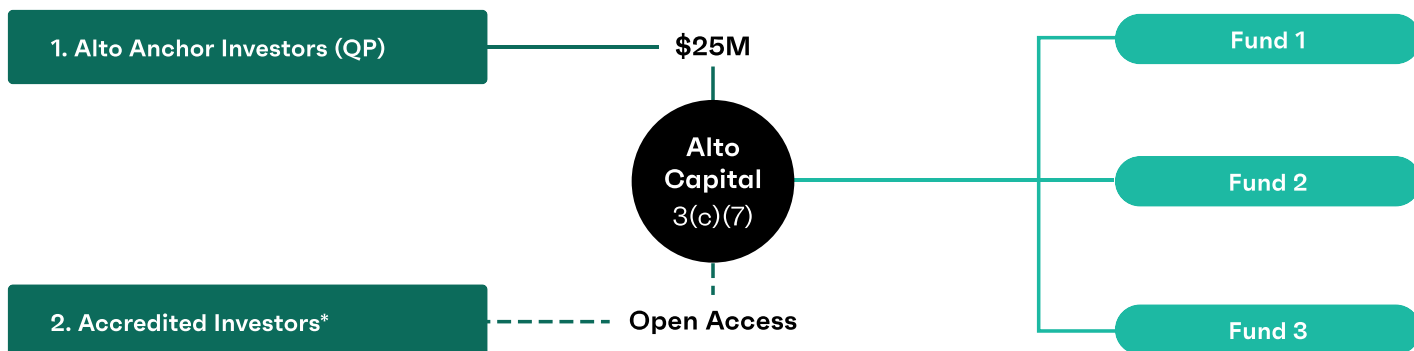 1. Alto Anchor Investors (QP)
$25M
Fund 1
Alto
Capital
3(c)(7)
Fund 2
2. Accredited Investors*
Open Access
Fund 3